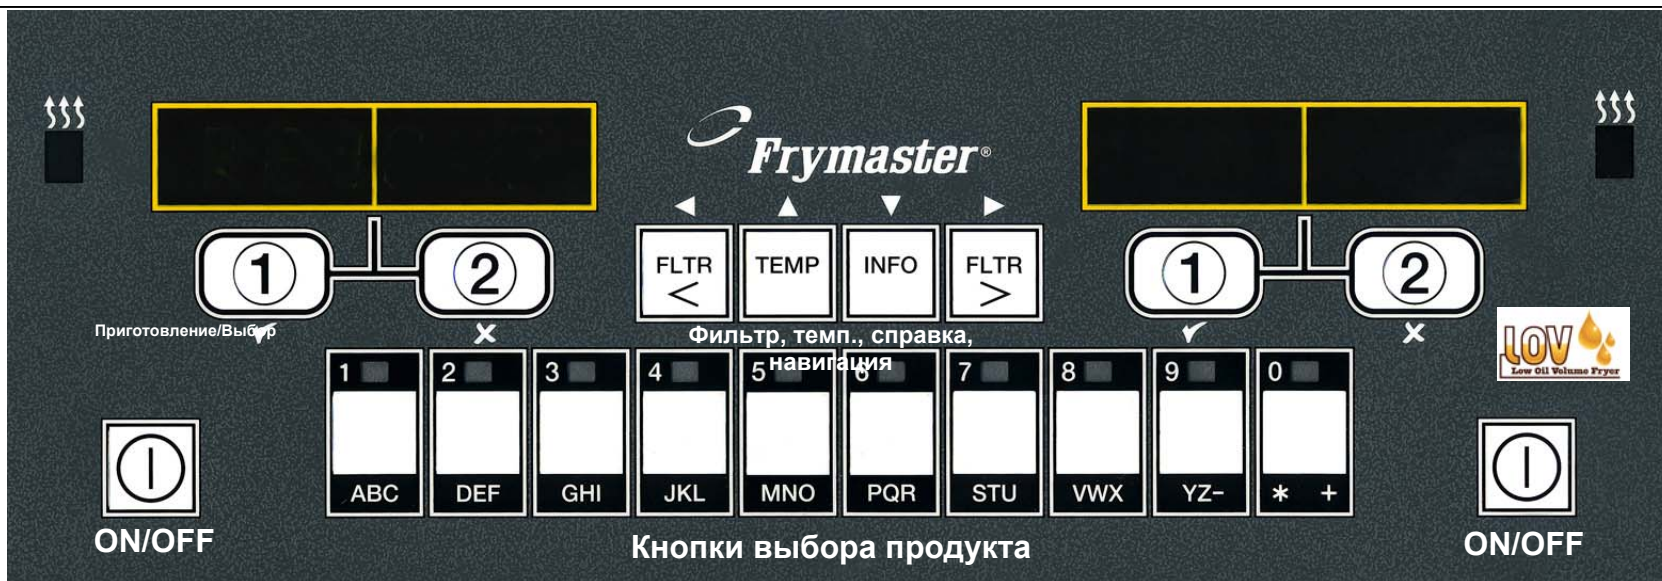 Frymaster®
FLTR TEMP INFO FLTR
< >
1 2 1 2
Приготовление/Выбор
Фильтр, темп., справка,
навигация
LOV
Low Oil Volume Fryer
1 2 3 4 5 6 7 8 9 0
ABC DEF GHI JKL MNO PQR STU VWX YZ- * +
ON/OFF
Кнопки выбора продукта
ON/OFF